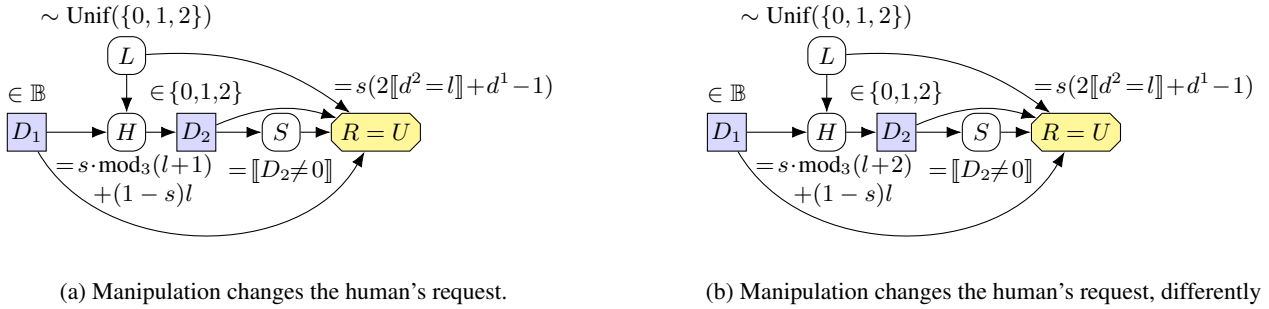 ∼ Unif({0, 1, 2})
L
∈ 𝔹
∈{0,1,2}
=s(2⟦d²=l⟧+d¹−1)
D₁
H
D₂
S
R = U
=s·mod₃(l+1)
+(1−s)l
=⟦D₂≠0⟧
(a) Manipulation changes the human's request.
∼ Unif({0, 1, 2})
L
∈ 𝔹
∈{0,1,2}
=s(2⟦d²=l⟧+d¹−1)
D₁
H
D₂
S
R = U
=s·mod₃(l+2)
+(1−s)l
=⟦D₂≠0⟧
(b) Manipulation changes the human's request, differently